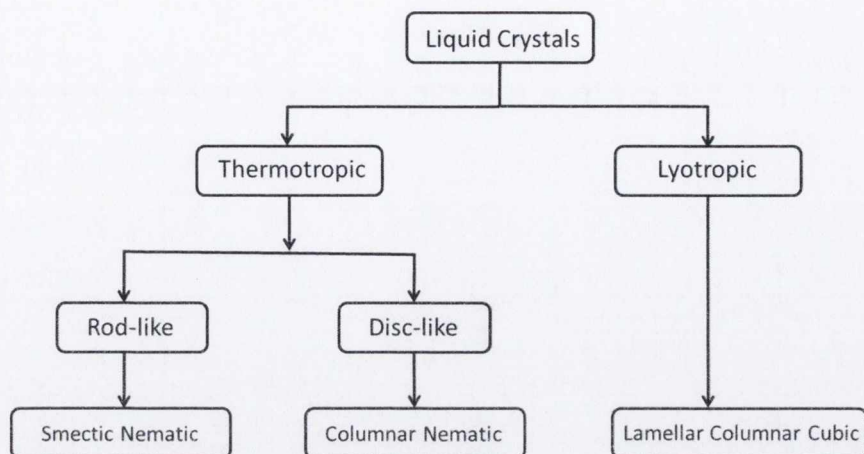 Liquid Crystals
Thermotropic
Lyotropic
Rod-like
Disc-like
Smectic Nematic
Columnar Nematic
Lamellar Columnar Cubic